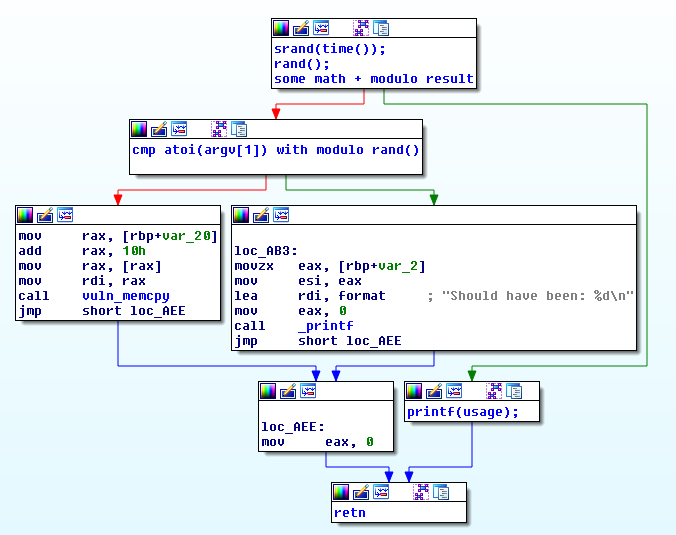 srand(time());
rand();
some math + modulo result
cmp atoi(argv[1]) with modulo rand()
mov rax, [rbp+var_20]
add rax, 10h
mov rax, [rax]
mov rdi, rax
call vuln_memcpy
jmp short loc_AEE
loc_AB3:
movzx eax, [rbp+var_2]
mov esi, eax
lea rdi, format ; "Should have been: %d\n"
mov eax, 0
call _printf
jmp short loc_AEE
loc_AEE:
mov eax, 0
printf(usage);
retn